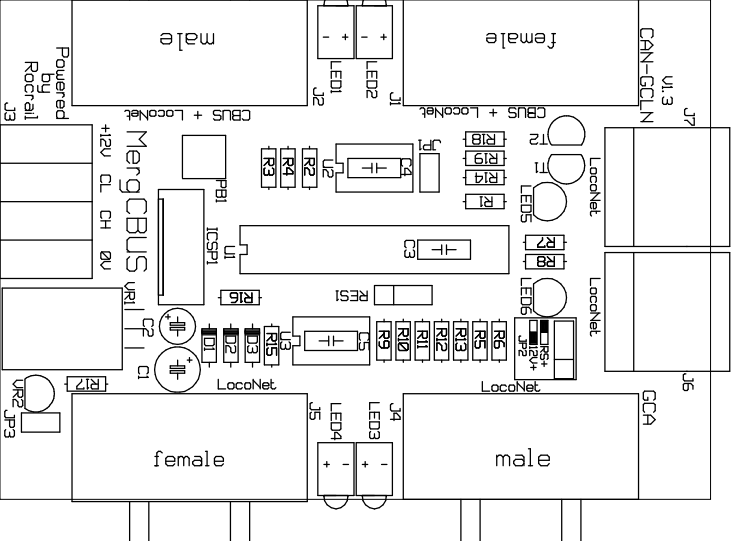 male
female
LED1
LED2
J2
J1
CBUS + LocoNet
CBUS + LocoNet
CAN-GCLN
V1.3
Powered
by
Rocrail
J3
+12V
CL
CH
0V
MergCBUS
PB1
ICSP1
R3
R4
R2
U2
C4
JP1
R18
R19
R14
R1
T2
T1
LED5
J7
LocoNet
U1
C3
R7
R8
LED6
LocoNet
VR1
R16
RES1
C2
C1
D1
D2
D3
R15
U3
C5
R9
R10
R11
R12
R13
R5
R6
JP2
12V+
RS+
J6
R17
VR2
JP3
LocoNet
LocoNet
GCA
J5
LED4
LED3
J4
female
male